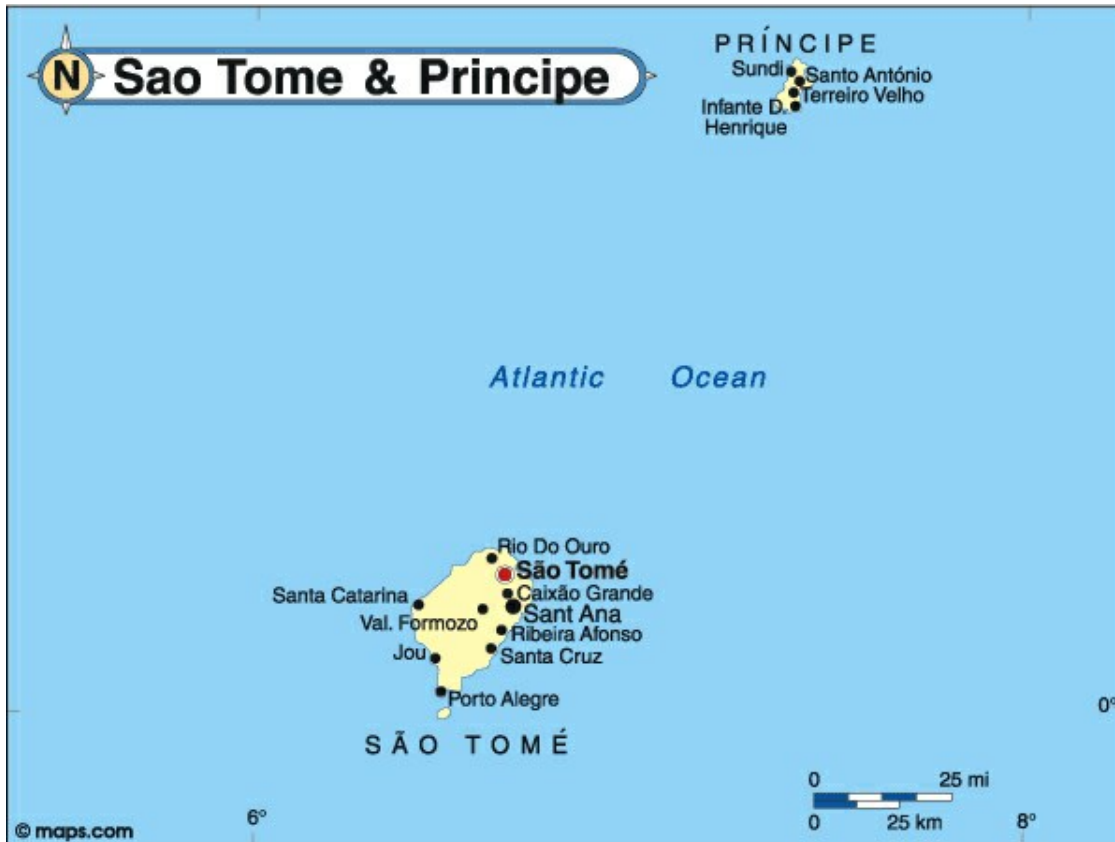 N
Sao Tome & Principe
PRÍNCIPE
Sundi
Santo António
Terreiro Velho
Infante D.
Henrique
Atlantic Ocean
Rio Do Ouro
São Tomé
Caixão Grande
Santa Catarina
Sant Ana
Val. Formozo
Ribeira Afonso
Jou
Santa Cruz
Porto Alegre
0°
SÃO TOMÉ
0 25 mi
0 25 km
6°
8°
© maps.com